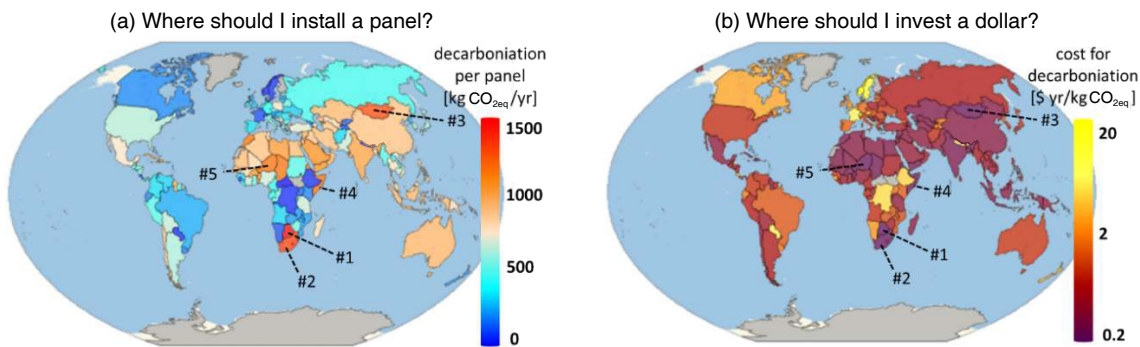 (a) Where should I install a panel?
decarboniation
per panel
[kg CO2eq/yr]
1500
1000
500
0
#3
#5
#4
#1
#2
(b) Where should I invest a dollar?
cost for
decarboniation
[$ yr/kg CO2eq]
20
2
0.2
#3
#5
#4
#1
#2